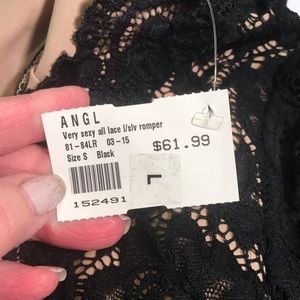 ANGL
Very sexy all lace l/slv romper
81-84LR 03-15
Size S Black
$61.99
L
152491